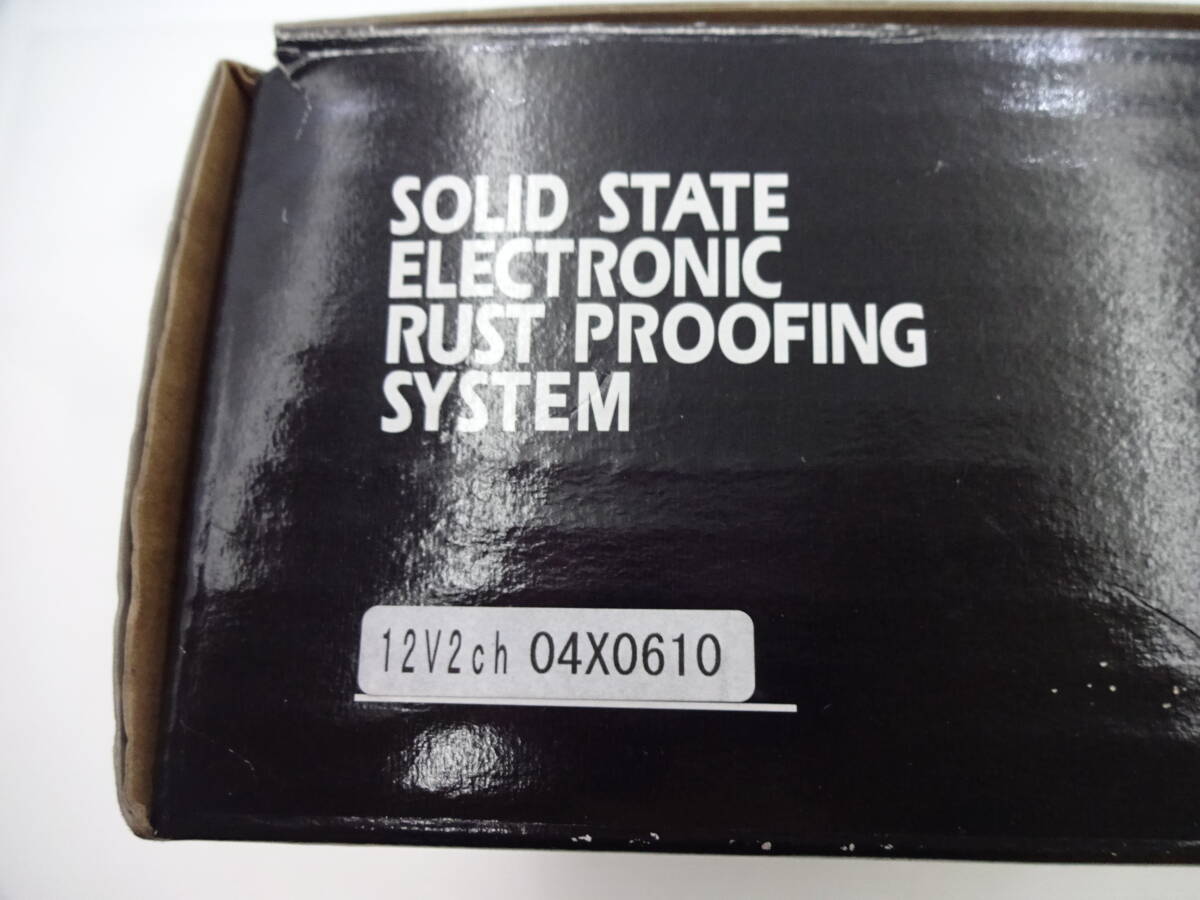 SOLID STATE
ELECTRONIC
RUST PROOFING
SYSTEM
12V2ch 04X0610